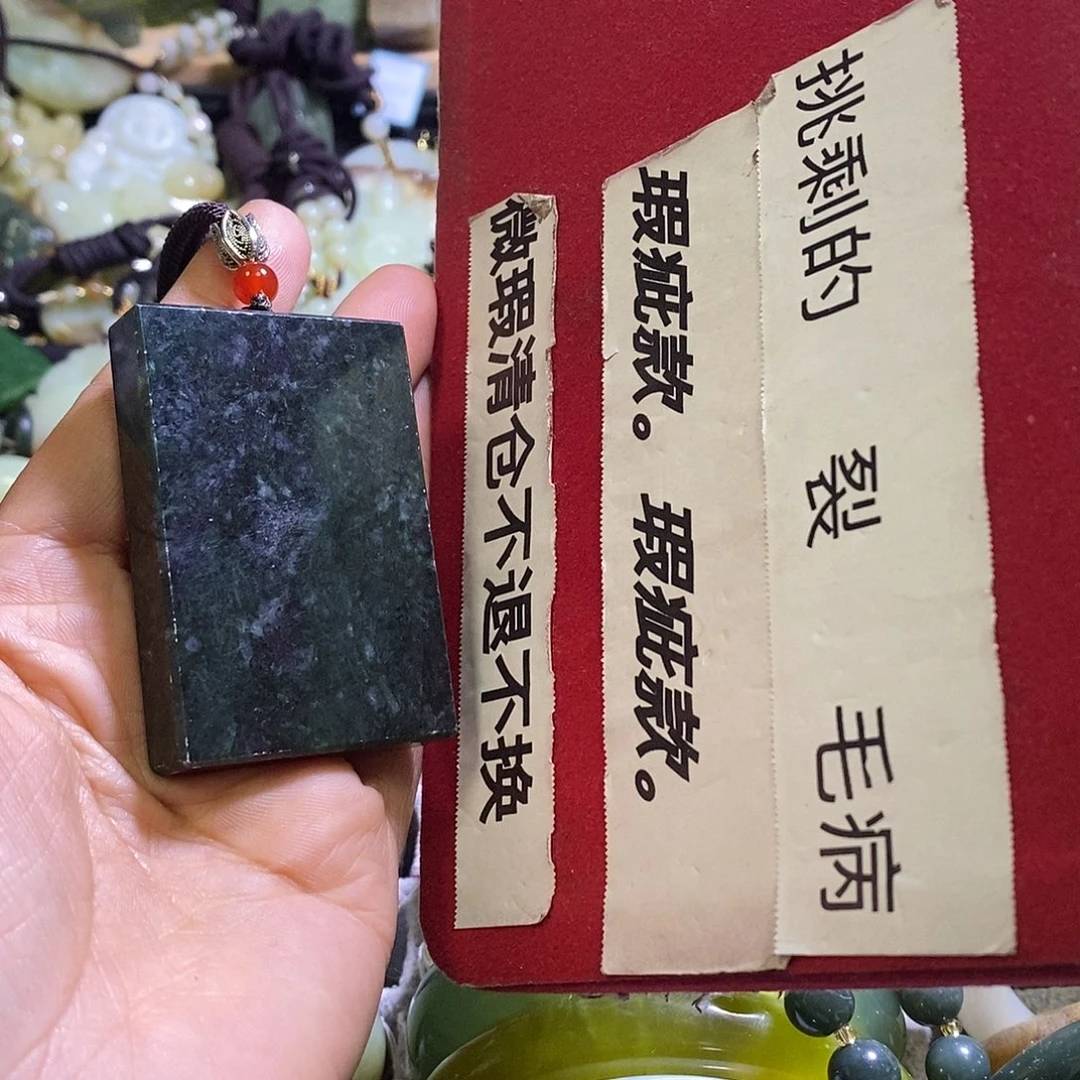 挑剩的 裂 毛病
瑕疵款。瑕疵款。
微瑕清仓不退不换